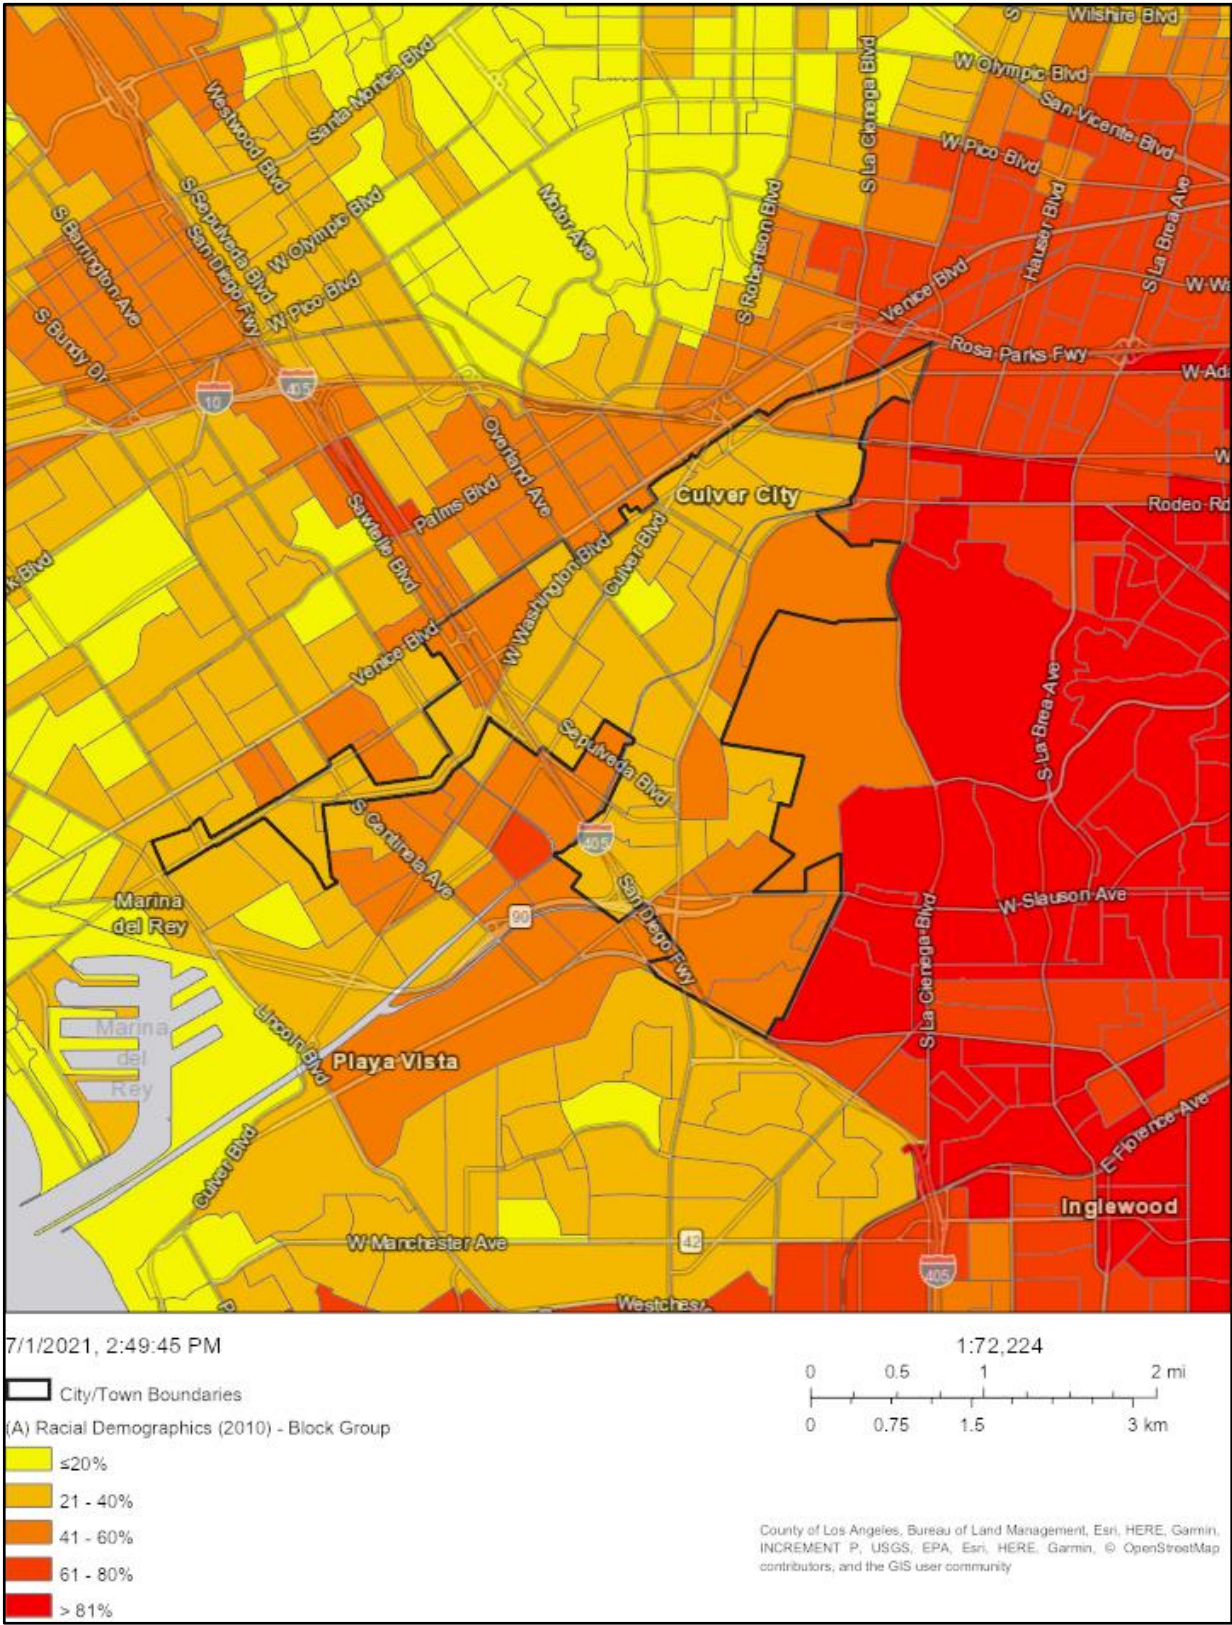 Wilshire Blvd
S
W Olympic Blvd
San Vicente Blvd
S La Cienega Blvd
Santa Monica Blvd
Westwood Blvd
W Pico Blvd
S La Brea Ave
Hauser Blvd
Motor Ave
S Robertson Blvd
S Sepulveda Blvd
San Diego Fwy
W Olympic Blvd
S Barrington Ave
W Pico Blvd
S Bundy Dr
Venice Blvd
W Wa
Rosa Parks Fwy
W Ad
10
405
Overland Ave
W
Culver City
Rodeo Rd
Palms Blvd
Sawtelle Blvd
Culver Blvd
W Washington Blvd
k Blvd
Venice Blvd
S La Brea Ave
Sepulveda Blvd
S Centinela Ave
405
San Diego Fwy
W Slauson Ave
S La Cienega Blvd
Marina
del Rey
90
Marina
del
Rey
Lincoln Blvd
Playa Vista
Culver Blvd
E Florence Ave
Inglewood
W Manchester Ave
42
405
Westches
7/1/2021, 2:49:45 PM
1:72,224
0 0.5 1 2 mi
0 0.75 1.5 3 km
City/Town Boundaries
(A) Racial Demographics (2010) - Block Group
≤20%
21 - 40%
41 - 60%
61 - 80%
> 81%
County of Los Angeles, Bureau of Land Management, Esri, HERE, Garmin,
INCREMENT P, USGS, EPA, Esri, HERE, Garmin, © OpenStreetMap
contributors, and the GIS user community